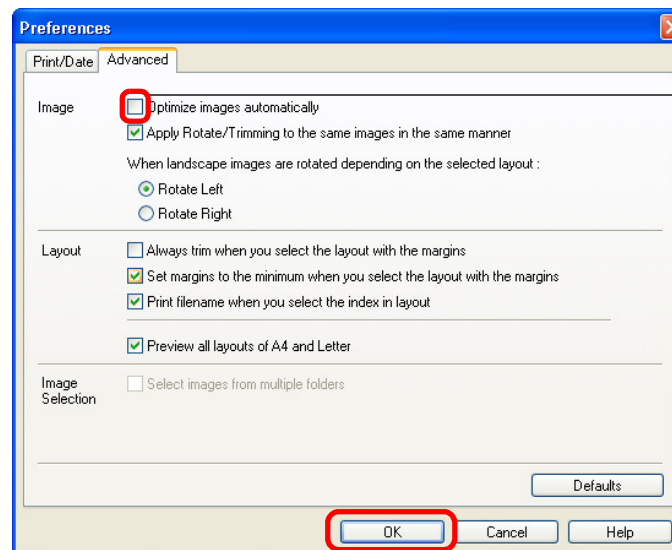 Preferences
Print/Date Advanced
Image
Optimize images automatically
Apply Rotate/Trimming to the same images in the same manner
When landscape images are rotated depending on the selected layout :
Rotate Left
Rotate Right
Layout
Always trim when you select the layout with the margins
Set margins to the minimum when you select the layout with the margins
Print filename when you select the index in layout
Preview all layouts of A4 and Letter
Image
Selection
Select images from multiple folders
Defaults
OK Cancel Help